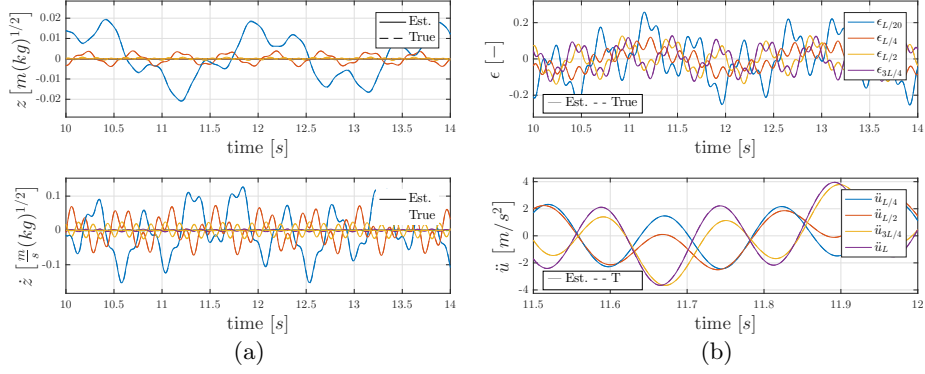 0.02
0.01
0
-0.01
-0.02
z [m(kg)^{1/2}]
Est.
True
10 10.5 11 11.5 12 12.5 13 13.5 14
time [s]
0.1
0
-0.1
ż [m/s (kg)^{1/2}]
Est.
True
10 10.5 11 11.5 12 12.5 13 13.5 14
time [s]
(a)
0.2
0
-0.2
ϵ [−]
ϵ_{L/20}
ϵ_{L/4}
ϵ_{L/2}
ϵ_{3L/4}
Est. - - True
10 10.5 11 11.5 12 12.5 13 13.5 14
time [s]
4
2
0
-2
-4
ü [m/s²]
ü_{L/4}
ü_{L/2}
ü_{3L/4}
ü_L
Est. - - T
11.5 11.6 11.7 11.8 11.9 12
time [s]
(b)